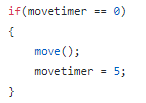 if(movetimer == 0)
{
    move();
    movetimer = 5;
}